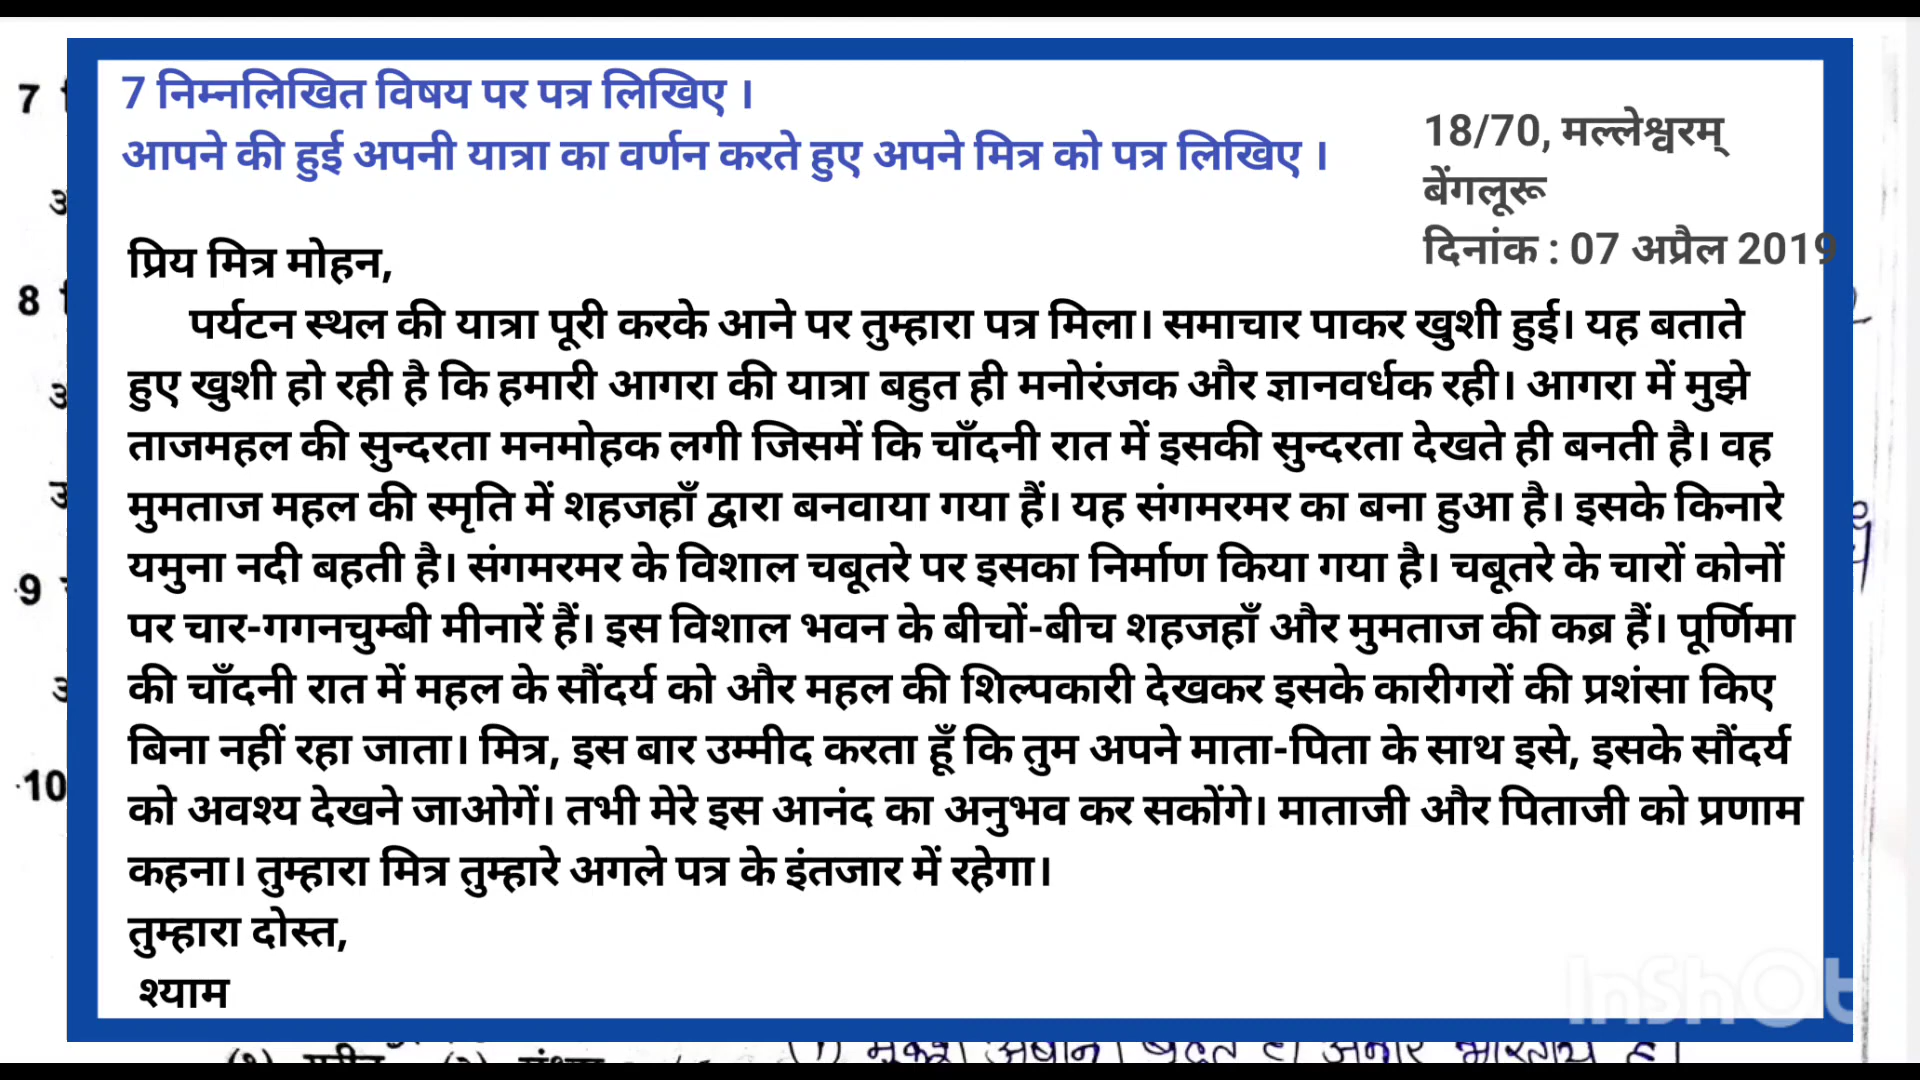 7 निम्नलिखित विषय पर पत्र लिखिए ।
आपने की हुई अपनी यात्रा का वर्णन करते हुए अपने मित्र को पत्र लिखिए ।
18/70, मल्लेश्वरम्
बेंगलूरू
दिनांक : 07 अप्रैल 2019
प्रिय मित्र मोहन,
पर्यटन स्थल की यात्रा पूरी करके आने पर तुम्हारा पत्र मिला। समाचार पाकर खुशी हुई। यह बताते
हुए खुशी हो रही है कि हमारी आगरा की यात्रा बहुत ही मनोरंजक और ज्ञानवर्धक रही। आगरा में मुझे
ताजमहल की सुन्दरता मनमोहक लगी जिसमें कि चाँदनी रात में इसकी सुन्दरता देखते ही बनती है। वह
मुमताज महल की स्मृति में शहजहाँ द्वारा बनवाया गया हैं। यह संगमरमर का बना हुआ है। इसके किनारे
यमुना नदी बहती है। संगमरमर के विशाल चबूतरे पर इसका निर्माण किया गया है। चबूतरे के चारों कोनों
पर चार-गगनचुम्बी मीनारें हैं। इस विशाल भवन के बीचों-बीच शहजहाँ और मुमताज की कब्र हैं। पूर्णिमा
की चाँदनी रात में महल के सौंदर्य को और महल की शिल्पकारी देखकर इसके कारीगरों की प्रशंसा किए
बिना नहीं रहा जाता। मित्र, इस बार उम्मीद करता हूँ कि तुम अपने माता-पिता के साथ इसे, इसके सौंदर्य
को अवश्य देखने जाओगें। तभी मेरे इस आनंद का अनुभव कर सकोंगे। माताजी और पिताजी को प्रणाम
कहना। तुम्हारा मित्र तुम्हारे अगले पत्र के इंतजार में रहेगा।
तुम्हारा दोस्त,
श्याम
7
8
9
10
InSh